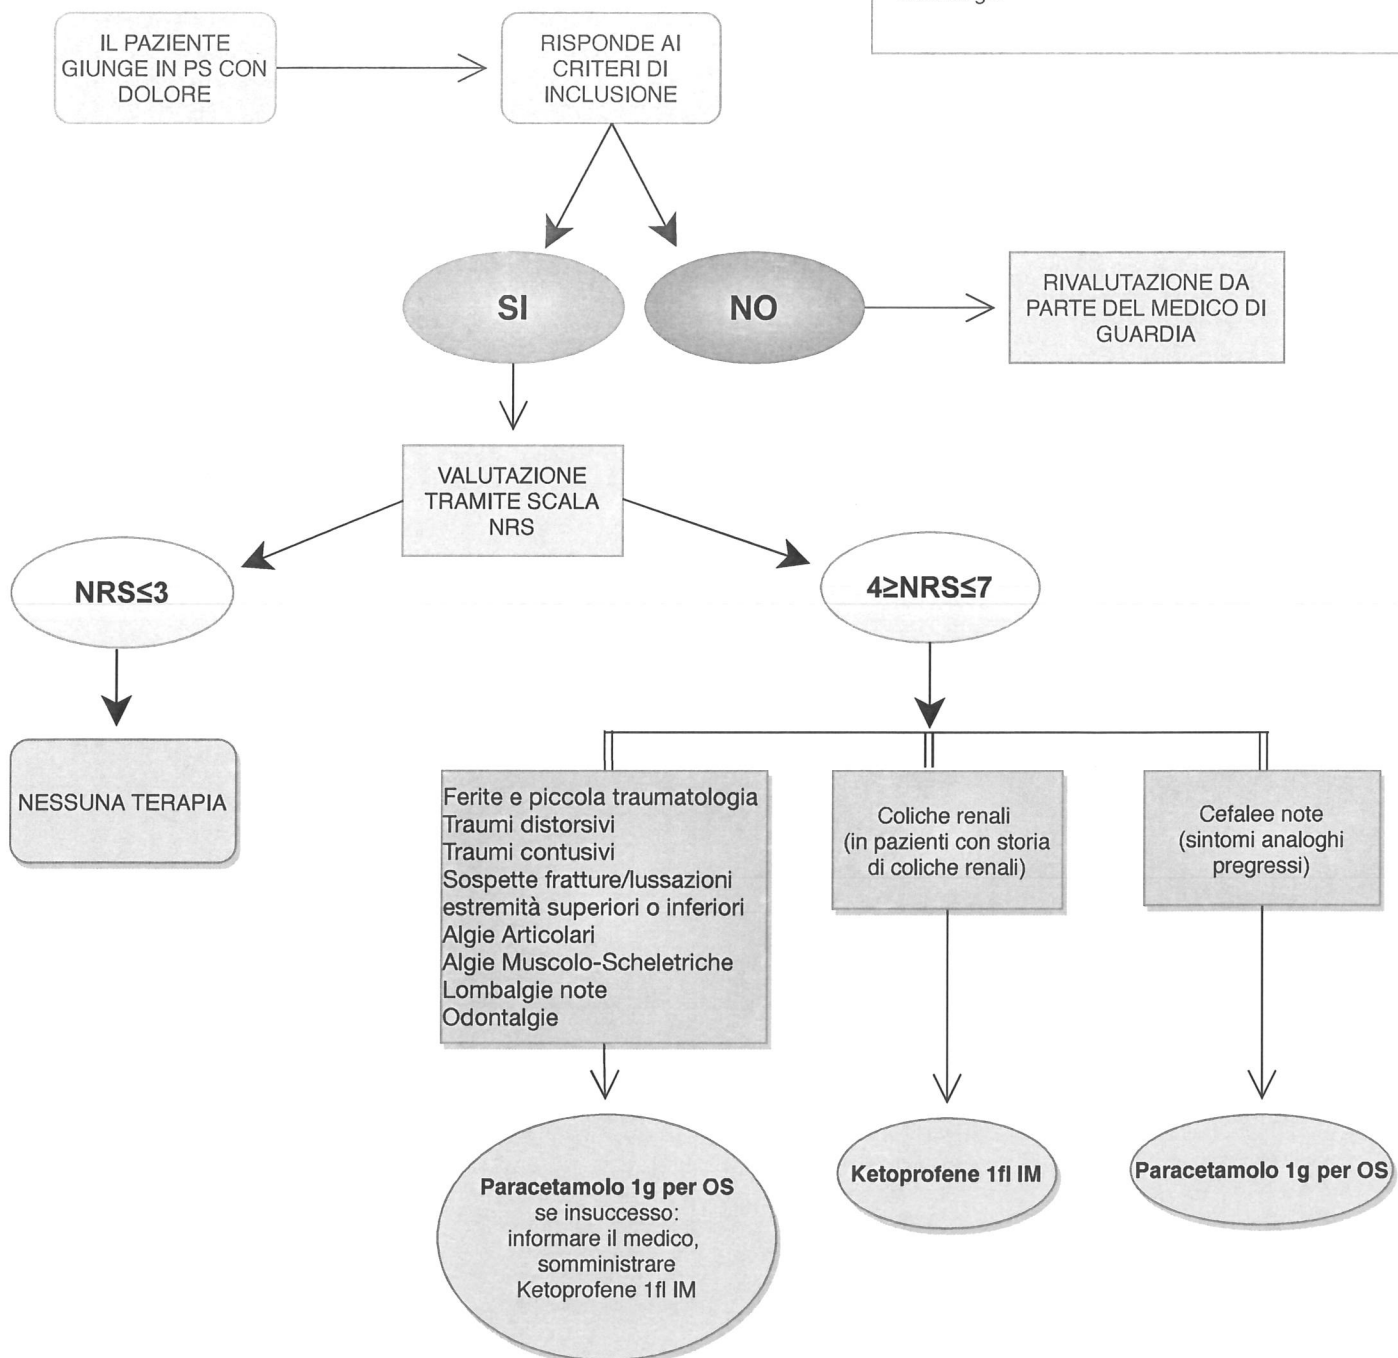 IL PAZIENTE
GIUNGE IN PS CON
DOLORE
RISPONDE AI
CRITERI DI
INCLUSIONE
SI
NO
RIVALUTAZIONE DA
PARTE DEL MEDICO DI
GUARDIA
VALUTAZIONE
TRAMITE SCALA
NRS
NRS≤3
4≥NRS≤7
NESSUNA TERAPIA
Ferite e piccola traumatologia
Traumi distorsivi
Traumi contusivi
Sospette fratture/lussazioni
estremità superiori o inferiori
Algie Articolari
Algie Muscolo-Scheletriche
Lombalgie note
Odontalgie
Coliche renali
(in pazienti con storia
di coliche renali)
Cefalee note
(sintomi analoghi
pregressi)
Paracetamolo 1g per OS
se insuccesso:
informare il medico,
somministrare
Ketoprofene 1fl IM
Ketoprofene 1fl IM
Paracetamolo 1g per OS